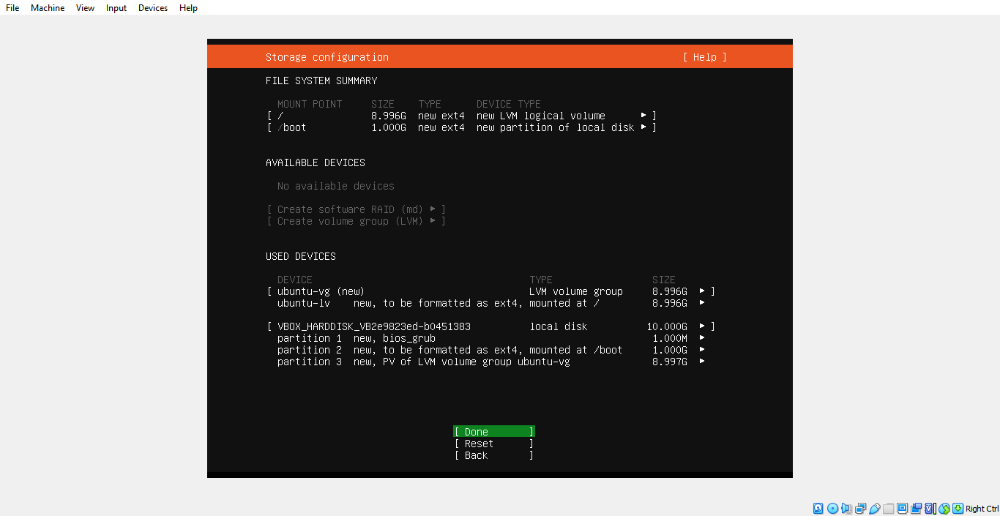 File Machine View Input Devices Help
Storage configuration [ Help ]
FILE SYSTEM SUMMARY
MOUNT POINT SIZE TYPE DEVICE TYPE
[ / 8.996G new ext4 new LVM logical volume ▸ ]
[ /boot 1.000G new ext4 new partition of local disk ▸ ]
AVAILABLE DEVICES
No available devices
[ Create software RAID (md) ▸ ]
[ Create volume group (LVM) ▸ ]
USED DEVICES
DEVICE TYPE SIZE
[ ubuntu-vg (new) LVM volume group 8.996G ▸ ]
ubuntu-lv new, to be formatted as ext4, mounted at / 8.996G ▸
[ VBOX_HARDDISK_VB2e9823ed-b0451383 local disk 10.000G ▸ ]
partition 1 new, bios_grub 1.000M ▸
partition 2 new, to be formatted as ext4, mounted at /boot 1.000G ▸
partition 3 new, PV of LVM volume group ubuntu-vg 8.997G ▸
[ Done ]
[ Reset ]
[ Back ]
Right Ctrl